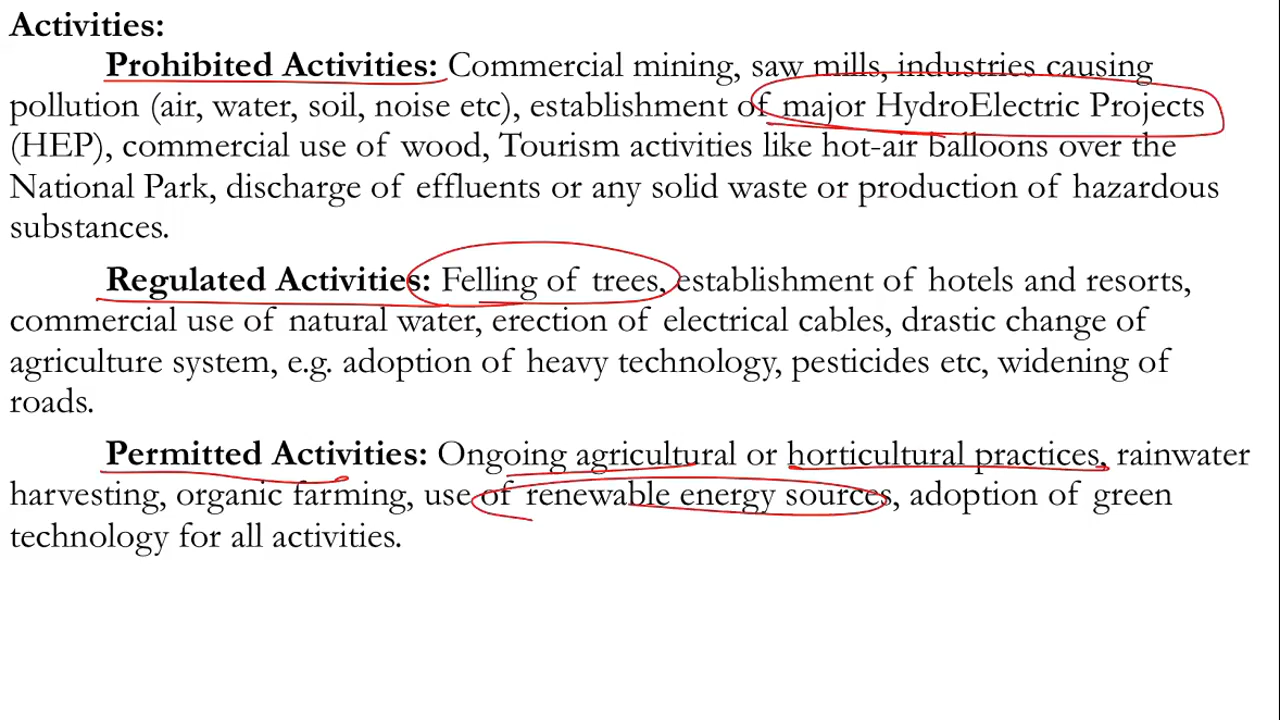 Activities:
Prohibited Activities: Commercial mining, saw mills, industries causing
pollution (air, water, soil, noise etc), establishment of major HydroElectric Projects
(HEP), commercial use of wood, Tourism activities like hot-air balloons over the
National Park, discharge of effluents or any solid waste or production of hazardous
substances.
Regulated Activities: Felling of trees, establishment of hotels and resorts,
commercial use of natural water, erection of electrical cables, drastic change of
agriculture system, e.g. adoption of heavy technology, pesticides etc, widening of
roads.
Permitted Activities: Ongoing agricultural or horticultural practices, rainwater
harvesting, organic farming, use of renewable energy sources, adoption of green
technology for all activities.